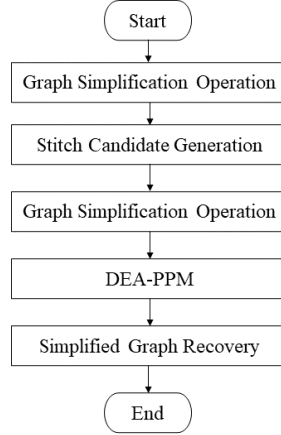 Start
Graph Simplification Operation
Stitch Candidate Generation
Graph Simplification Operation
DEA-PPM
Simplified Graph Recovery
End